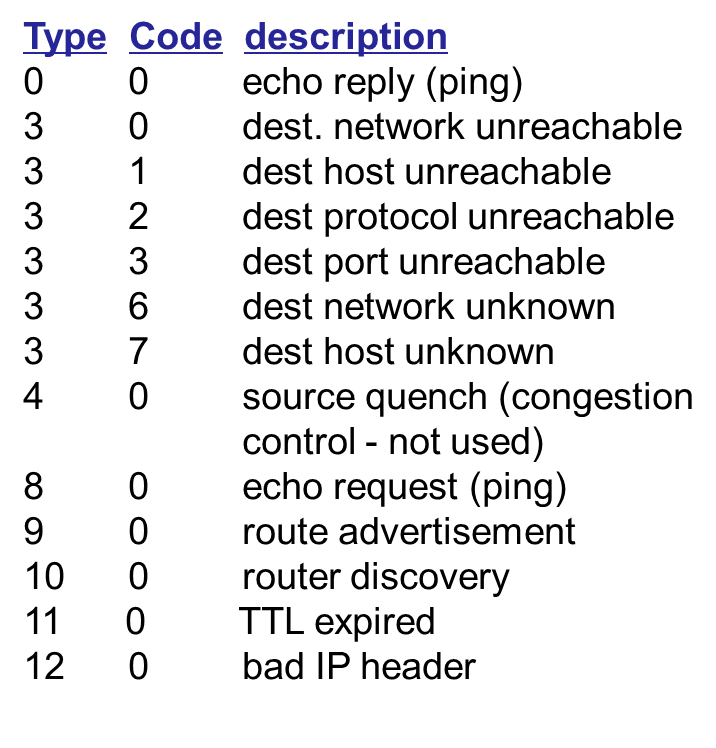 Type Code description
0 0 echo reply (ping)
3 0 dest. network unreachable
3 1 dest host unreachable
3 2 dest protocol unreachable
3 3 dest port unreachable
3 6 dest network unknown
3 7 dest host unknown
4 0 source quench (congestion
control - not used)
8 0 echo request (ping)
9 0 route advertisement
10 0 router discovery
11 0 TTL expired
12 0 bad IP header